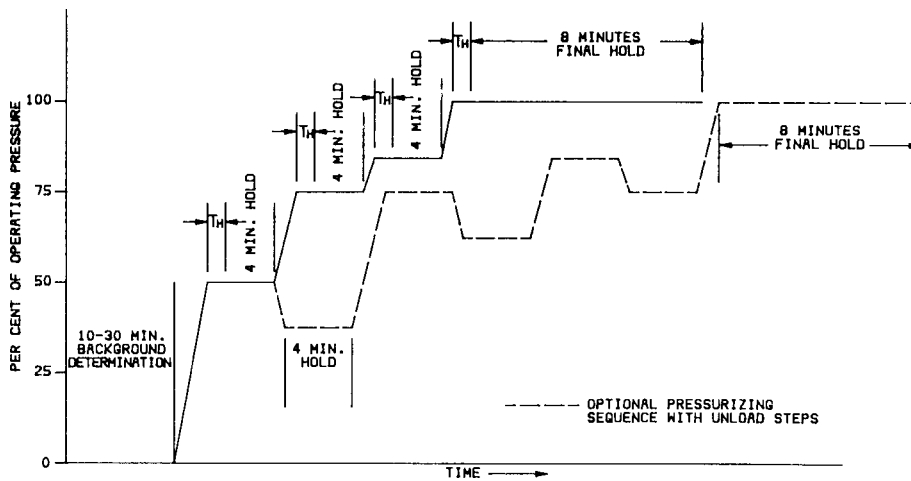 8 MINUTES
FINAL HOLD
TH
TH
4 MIN. HOLD
TH
4 MIN. HOLD
TH
4 MIN. HOLD
100
75
50
25
0
PER CENT OF OPERATING PRESSURE
8 MINUTES
FINAL HOLD
10-30 MIN.
BACKGROUND
DETERMINATION
4 MIN.
HOLD
OPTIONAL PRESSURIZING
SEQUENCE WITH UNLOAD STEPS
TIME